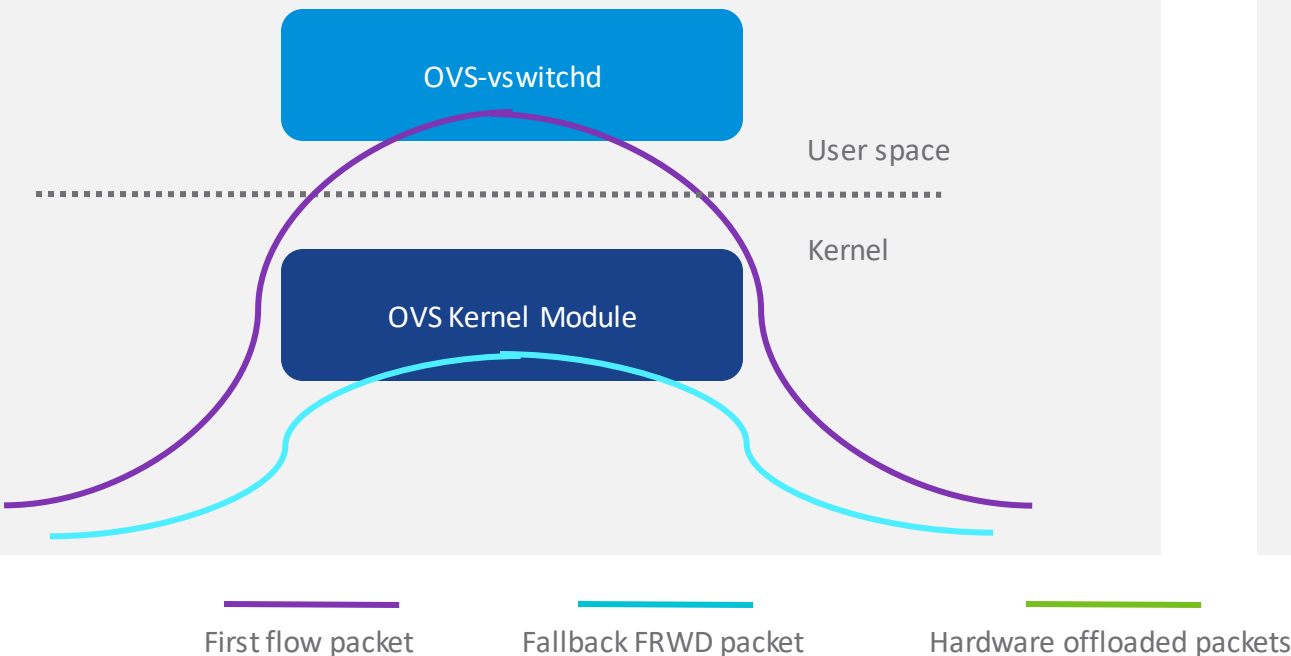 OVS-vswitchd
User space
Kernel
OVS Kernel Module
First flow packet
Fallback FRWD packet
Hardware offloaded packets